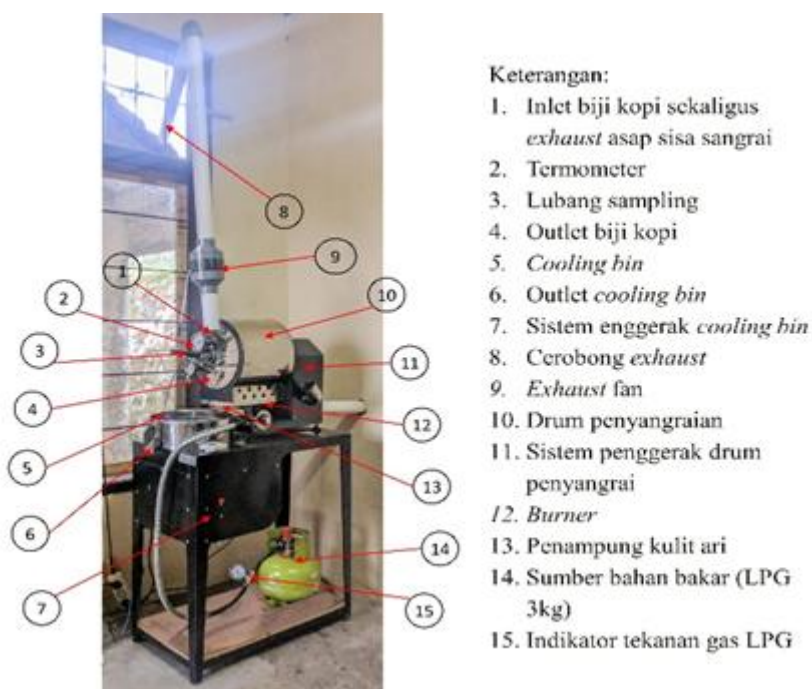 Keterangan:
1. Inlet biji kopi sekaligus
exhaust asap sisa sangrai
2. Termometer
3. Lubang sampling
4. Outlet biji kopi
5. Cooling bin
6. Outlet cooling bin
7. Sistem enggerak cooling bin
8. Cerobong exhaust
9. Exhaust fan
10. Drum penyangraian
11. Sistem penggerak drum
penyangrai
12. Burner
13. Penampung kulit ari
14. Sumber bahan bakar (LPG
3kg)
15. Indikator tekanan gas LPG
8
9
1
2
10
3
11
4
12
5
13
6
14
7
15